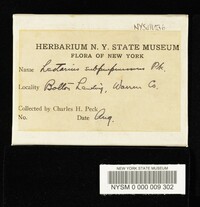 HERBARIUM N. Y. STATE MUSEUM
FLORA OF NEW YORK
Name Lactarius subpurpureus Pk.
Locality Bolton Landing, Warren Co.
Collected by Charles H. Peck
No. Date Aug.
NEW YORK STATE MUSEUM
NYSM 0 000 009 302